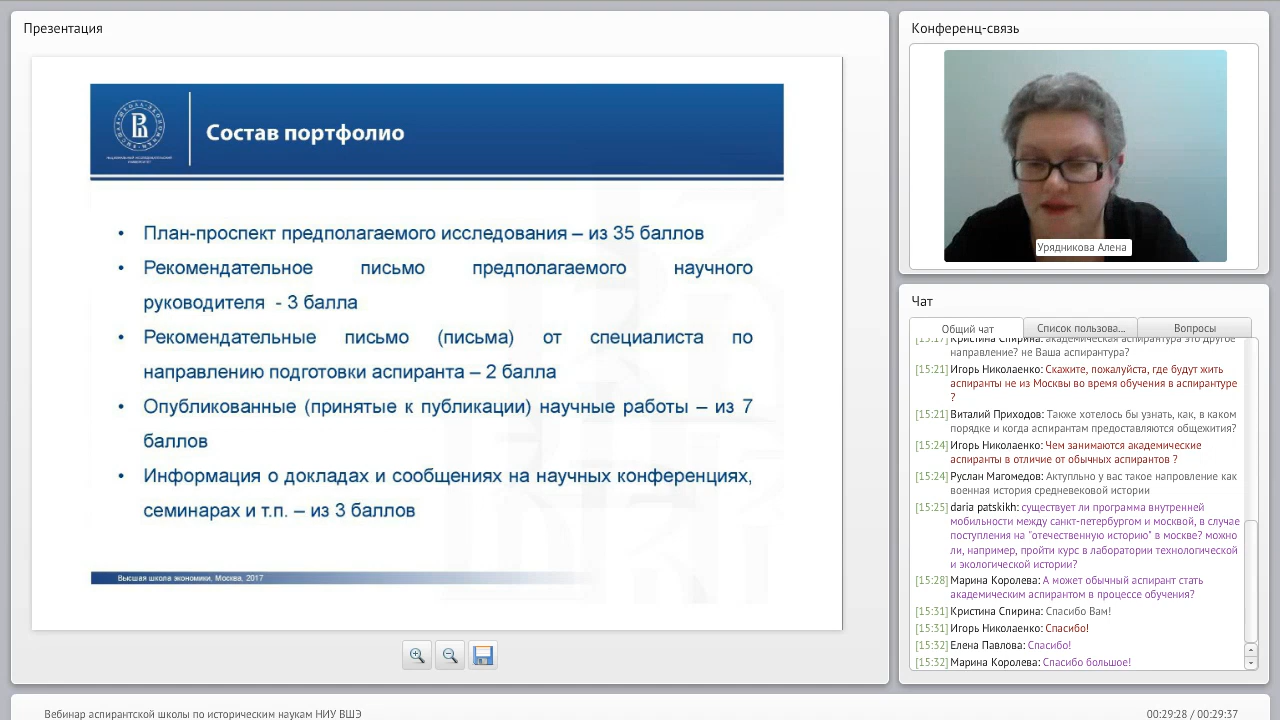 Презентация
Состав портфолио
• План-проспект предполагаемого исследования – из 35 баллов
• Рекомендательное письмо предполагаемого научного
руководителя - 3 балла
• Рекомендательные письмо (письма) от специалиста по
направлению подготовки аспиранта – 2 балла
• Опубликованные (принятые к публикации) научные работы – из 7
баллов
• Информация о докладах и сообщениях на научных конференциях,
семинарах и т.п. – из 3 баллов
Высшая школа экономики, Москва, 2017
Конференц-связь
Урядникова Алена
Чат
Общий чат
Список пользова...
Вопросы
[15:17] Кристина Спирина: академическая аспирантура это другое
направление? не Ваша аспирантура?
[15:21] Игорь Николаенко: Скажите, пожалуйста, где будут жить
аспиранты не из Москвы во время обучения в аспирантуре
?
[15:21] Виталий Приходов: Также хотелось бы узнать, как, в каком
порядке и когда аспирантам предоставляются общежития?
[15:24] Игорь Николаенко: Чем занимаются академические
аспиранты в отличие от обычных аспирантов ?
[15:24] Руслан Магомедов: Актупльно у вас такое напровление как
военная история средневековой истории
[15:25] daria patskikh: существует ли программа внутренней
мобильности между санкт-петербургом и москвой, в случае
поступления на "отечественную историю" в москве? можно
ли, например, пройти курс в лаборатории технологической
и экологической истории?
[15:28] Марина Королева: А может обычный аспирант стать
академическим аспирантом в процессе обучения?
[15:31] Кристина Спирина: Спасибо Вам!
[15:31] Игорь Николаенко: Спасибо!
[15:32] Елена Павлова: Спасибо!
[15:32] Марина Королева: Спасибо большое!
Вебинар аспирантской школы по историческим наукам НИУ ВШЭ
00:29:28 / 00:29:37